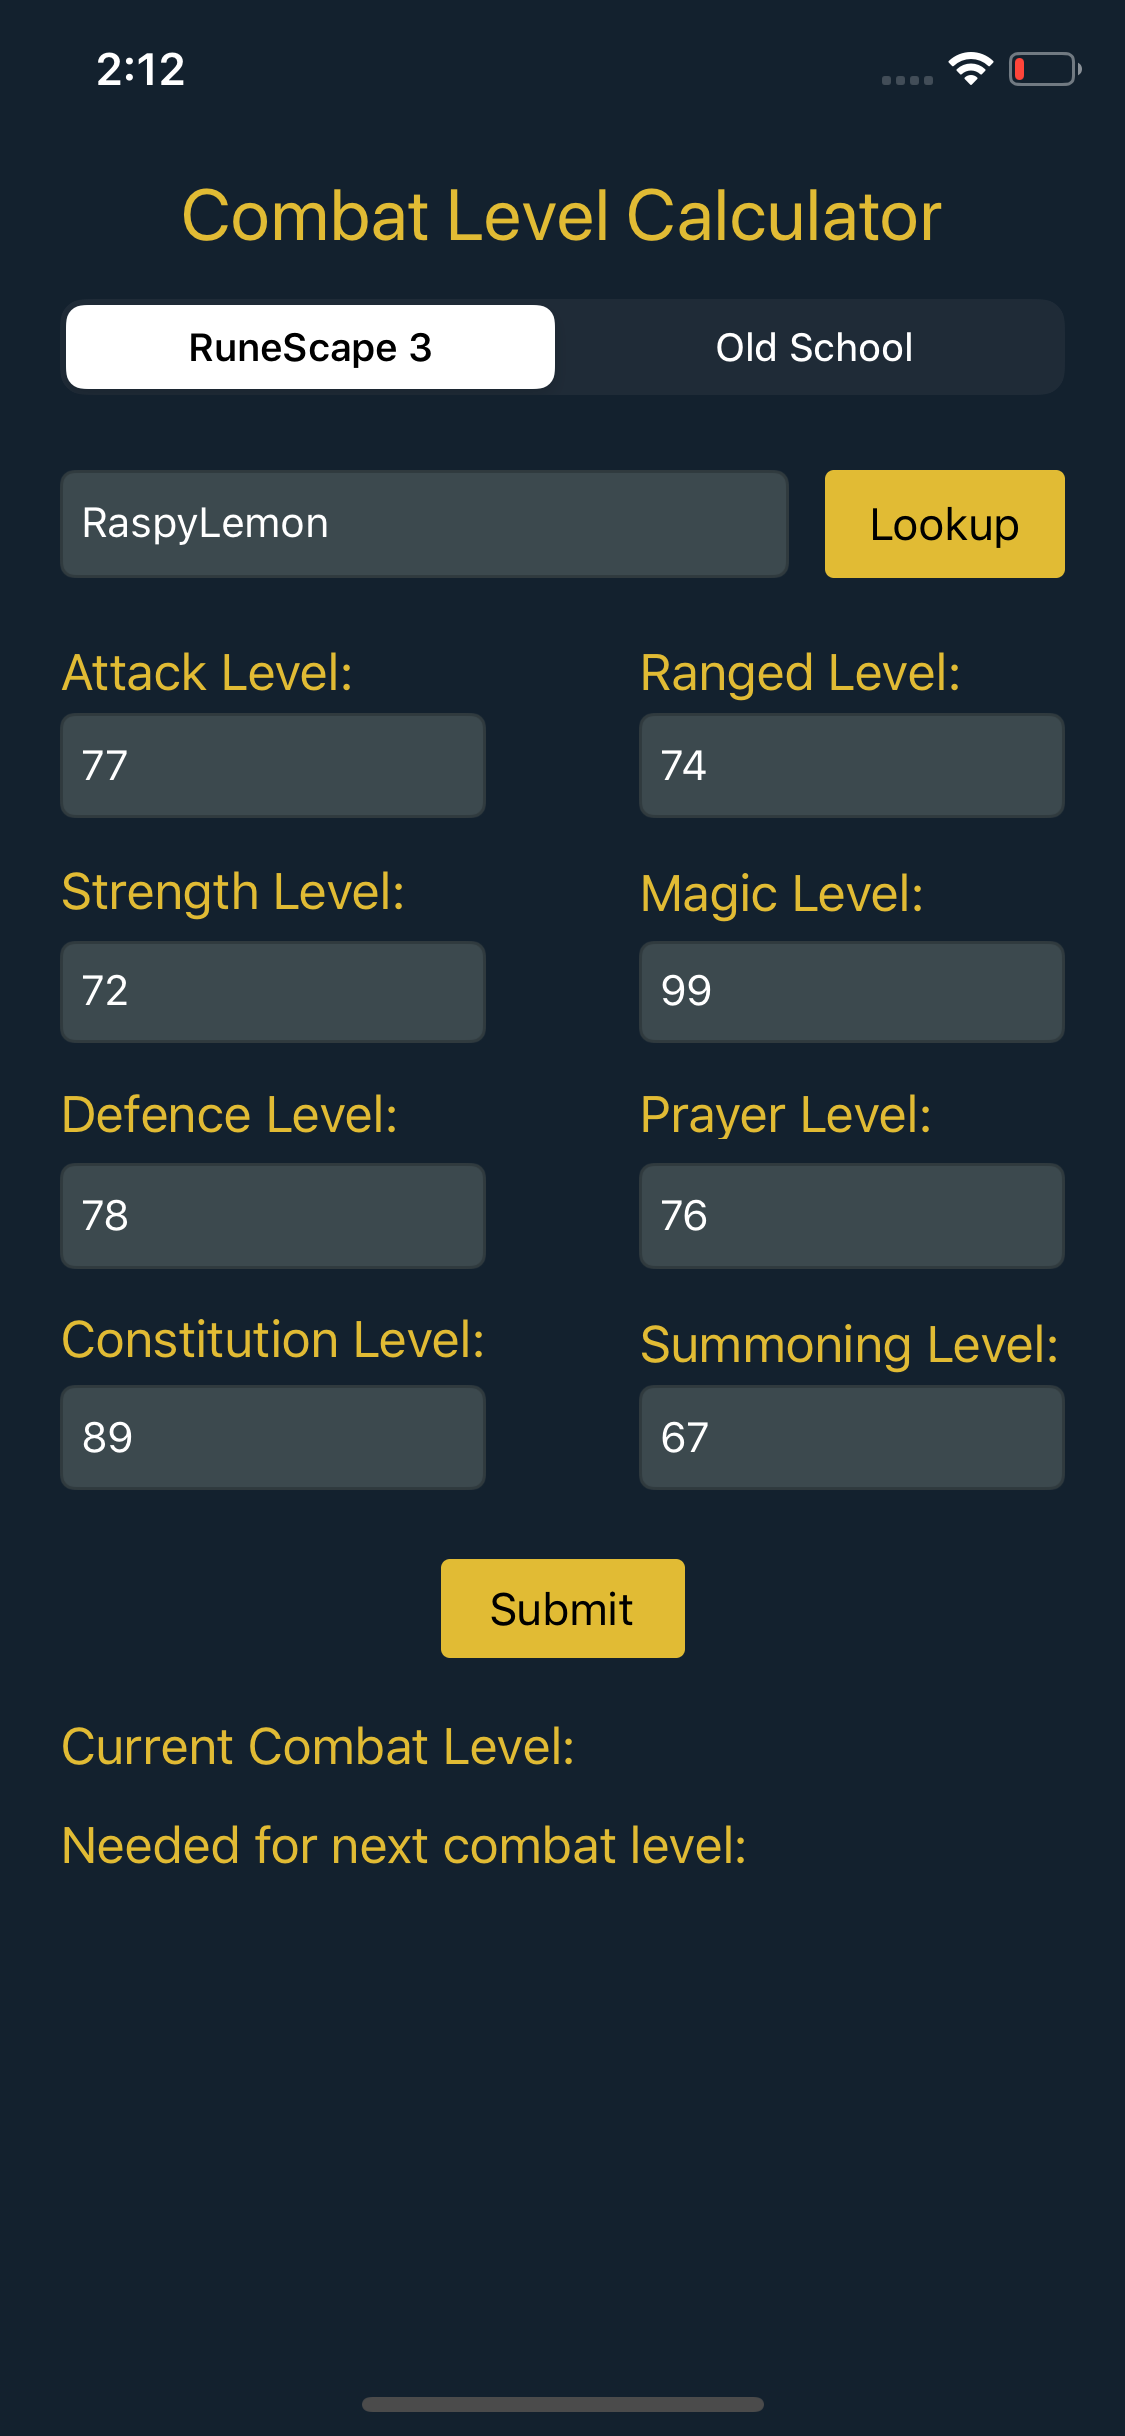 2:12
Combat Level Calculator
RuneScape 3
Old School
RaspyLemon
Lookup
Attack Level:
Ranged Level:
77
74
Strength Level:
Magic Level:
72
99
Defence Level:
Prayer Level:
78
76
Constitution Level:
Summoning Level:
89
67
Submit
Current Combat Level:
Needed for next combat level: